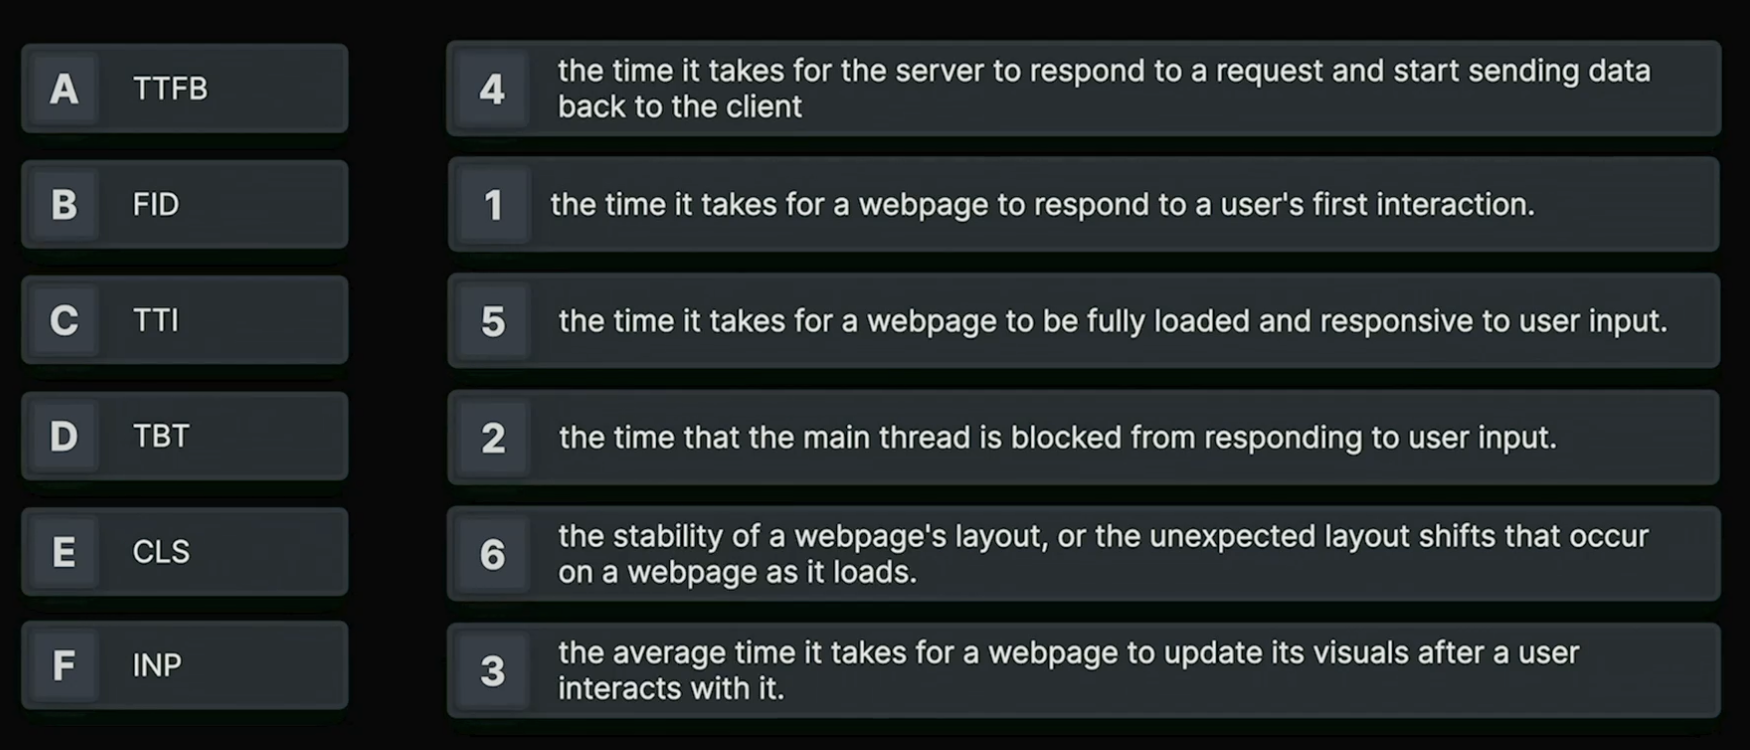 A TTFB
4 the time it takes for the server to respond to a request and start sending data
back to the client
B FID
1 the time it takes for a webpage to respond to a user's first interaction.
C TTI
5 the time it takes for a webpage to be fully loaded and responsive to user input.
D TBT
2 the time that the main thread is blocked from responding to user input.
E CLS
6 the stability of a webpage's layout, or the unexpected layout shifts that occur
on a webpage as it loads.
F INP
3 the average time it takes for a webpage to update its visuals after a user
interacts with it.